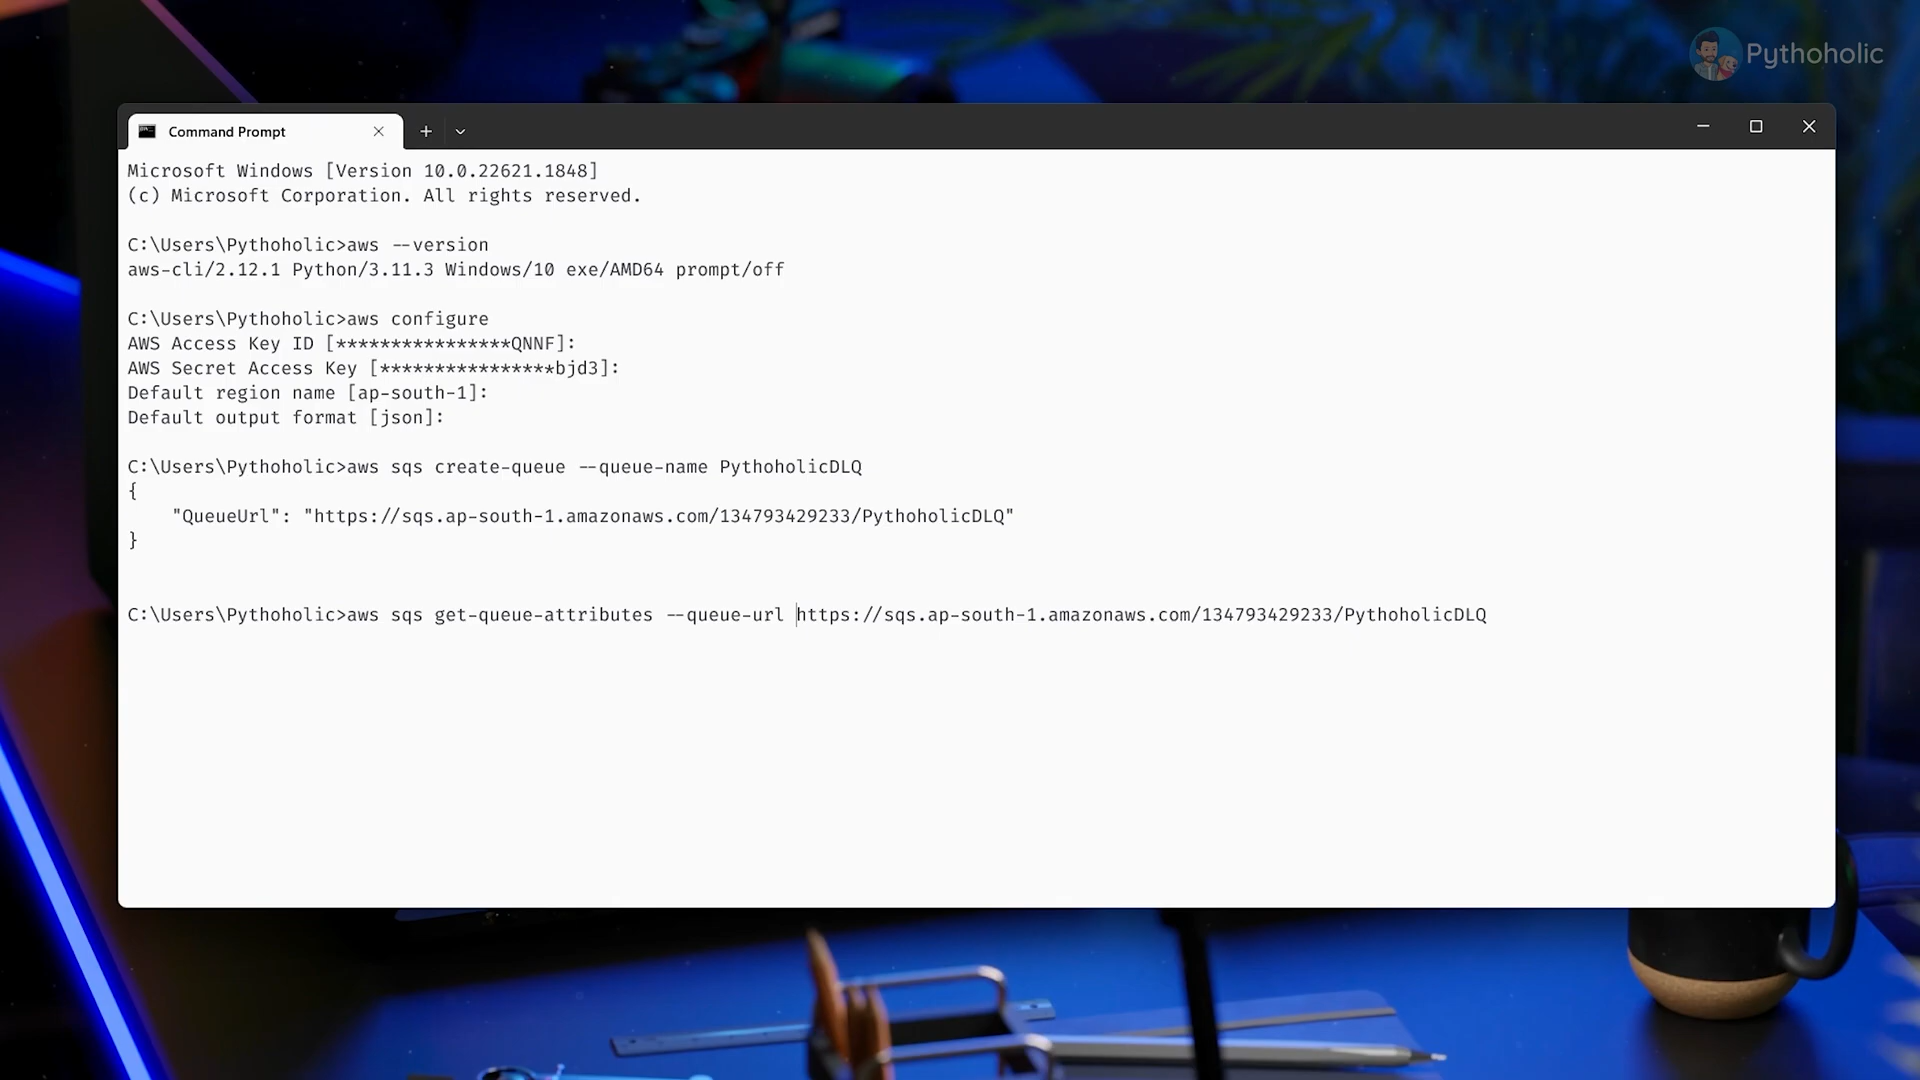 Pythoholic
Command Prompt
Microsoft Windows [Version 10.0.22621.1848]
(c) Microsoft Corporation. All rights reserved.
C:\Users\Pythoholic>aws --version
aws-cli/2.12.1 Python/3.11.3 Windows/10 exe/AMD64 prompt/off
C:\Users\Pythoholic>aws configure
AWS Access Key ID [****************QNNF]:
AWS Secret Access Key [****************bjd3]:
Default region name [ap-south-1]:
Default output format [json]:
C:\Users\Pythoholic>aws sqs create-queue --queue-name PythoholicDLQ
{
    "QueueUrl": "https://sqs.ap-south-1.amazonaws.com/134793429233/PythoholicDLQ"
}
C:\Users\Pythoholic>aws sqs get-queue-attributes --queue-url https://sqs.ap-south-1.amazonaws.com/134793429233/PythoholicDLQ